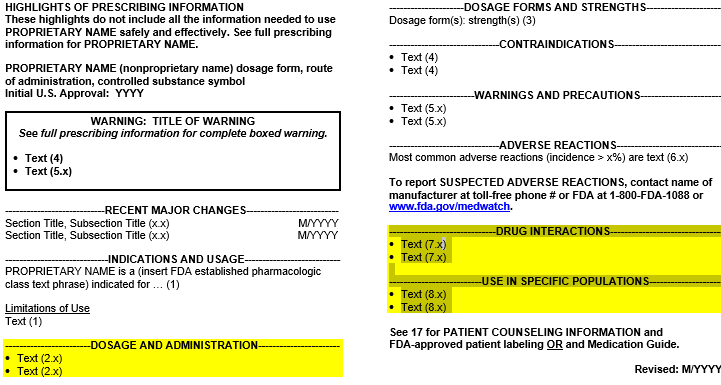 HIGHLIGHTS OF PRESCRIBING INFORMATION
These highlights do not include all the information needed to use
PROPRIETARY NAME safely and effectively. See full prescribing
information for PROPRIETARY NAME.
PROPRIETARY NAME (nonproprietary name) dosage form, route
of administration, controlled substance symbol
Initial U.S. Approval: YYYY
WARNING: TITLE OF WARNING
See full prescribing information for complete boxed warning.
• Text (4)
• Text (5.x)
---------------------------RECENT MAJOR CHANGES-------------------------
Section Title, Subsection Title (x.x) M/YYYY
Section Title, Subsection Title (x.x) M/YYYY
---------------------------INDICATIONS AND USAGE--------------------------
PROPRIETARY NAME is a (insert FDA established pharmacologic
class text phrase) indicated for … (1)
Limitations of Use
Text (1)
-----------------------DOSAGE AND ADMINISTRATION----------------------
• Text (2.x)
• Text (2.x)
--------------------DOSAGE FORMS AND STRENGTHS--------------------
Dosage form(s): strength(s) (3)
------------------------------CONTRAINDICATIONS-----------------------------
• Text (4)
• Text (4)
-----------------------WARNINGS AND PRECAUTIONS----------------------
• Text (5.x)
• Text (5.x)
------------------------------ADVERSE REACTIONS-----------------------------
Most common adverse reactions (incidence > x%) are text (6.x)
To report SUSPECTED ADVERSE REACTIONS, contact name of
manufacturer at toll-free phone # or FDA at 1-800-FDA-1088 or
www.fda.gov/medwatch.
-----------------------------DRUG INTERACTIONS------------------------------
• Text (7.x)
• Text (7.x)
-------------------------USE IN SPECIFIC POPULATIONS-------------------
• Text (8.x)
• Text (8.x)
See 17 for PATIENT COUNSELING INFORMATION and
FDA-approved patient labeling OR and Medication Guide.
Revised: M/YYYY